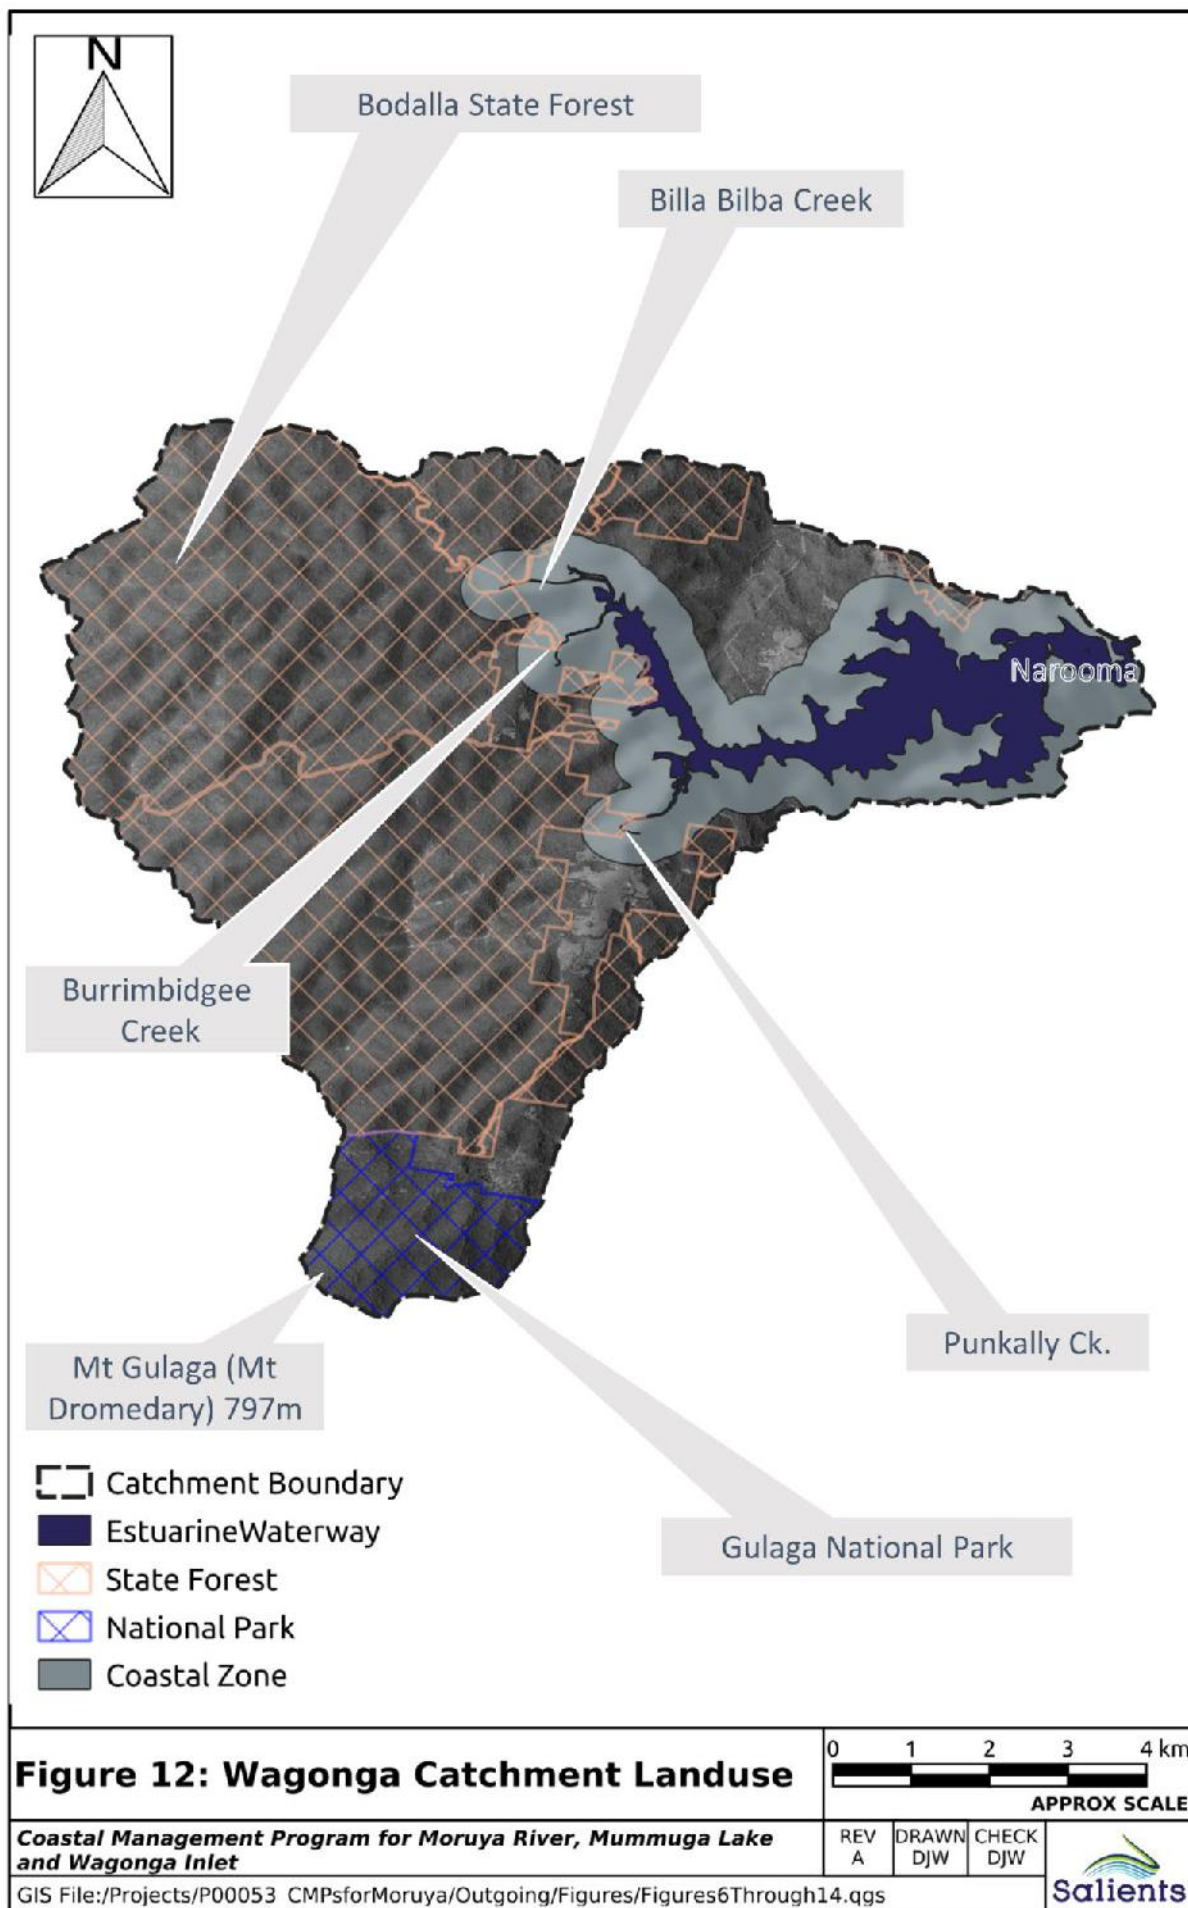 N
Bodalla State Forest
Billa Bilba Creek
Narooma
Burrimbidgee
Creek
Punkally Ck.
Mt Gulaga (Mt
Dromedary) 797m
Gulaga National Park
Catchment Boundary
EstuarineWaterway
State Forest
National Park
Coastal Zone
Figure 12: Wagonga Catchment Landuse
0 1 2 3 4 km
APPROX SCALE
Coastal Management Program for Moruya River, Mummuga Lake
and Wagonga Inlet
REV DRAWN CHECK
A DJW DJW
GIS File:/Projects/P00053_CMPsforMoruya/Outgoing/Figures/Figures6Through14.qgs
Salients